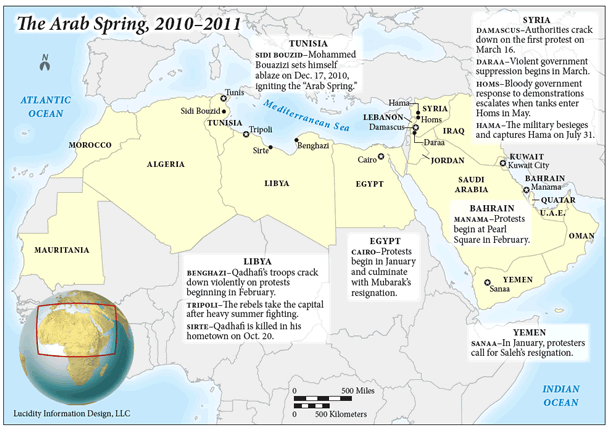 The Arab Spring, 2010–2011
TUNISIA
SIDI BOUZID–Mohammed
Bouazizi sets himself
ablaze on Dec. 17, 2010,
igniting the "Arab Spring."
SYRIA
DAMASCUS–Authorities crack
down on the first protest on
March 16.
DARAA–Violent government
suppression begins in March.
HOMS–Bloody government
response to demonstrations
escalates when tanks enter
Homs in May.
HAMA–The military besieges
and captures Hama on July 31.
N
ATLANTIC
OCEAN
Mediterranean Sea
Tunis
Sidi Bouzid
TUNISIA
Tripoli
Sirte
Benghazi
Hama
SYRIA
Homs
LEBANON
Damascus
Daraa
IRAQ
JORDAN
Cairo
MOROCCO
ALGERIA
LIBYA
EGYPT
SAUDI
ARABIA
KUWAIT
Kuwait City
BAHRAIN
Manama
QUATAR
U.A.E.
OMAN
MAURITANIA
YEMEN
Sanaa
BAHRAIN
MANAMA–Protests
begin at Pearl
Square in February.
EGYPT
CAIRO–Protests
begin in January
and culminate
with Mubarak's
resignation.
LIBYA
BENGHAZI–Qadhafi's troops crack
down violently on protests
beginning in February.
TRIPOLI–The rebels take the capital
after heavy summer fighting.
SIRTE–Qadhafi is killed in his
hometown on Oct. 20.
YEMEN
SANAA–In January, protesters
call for Saleh's resignation.
INDIAN
OCEAN
0 500 Miles
0 500 Kilometers
Lucidity Information Design, LLC